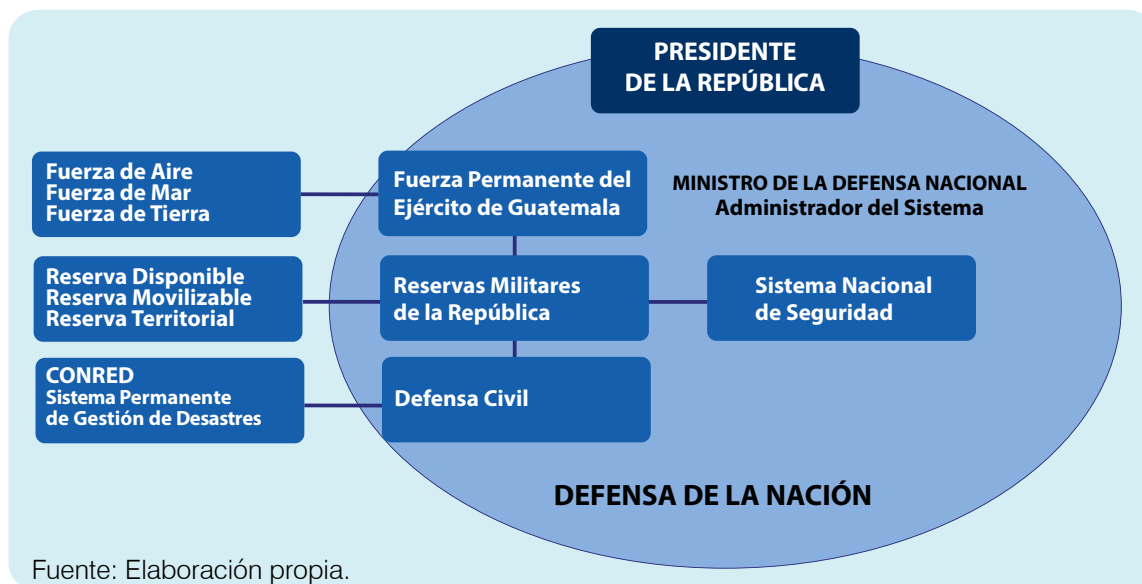 PRESIDENTE
DE LA REPÚBLICA
Fuerza de Aire
Fuerza de Mar
Fuerza de Tierra
Fuerza Permanente del
Ejército de Guatemala
MINISTRO DE LA DEFENSA NACIONAL
Administrador del Sistema
Reserva Disponible
Reserva Movilizable
Reserva Territorial
Reservas Militares
de la República
Sistema Nacional
de Seguridad
CONRED
Sistema Permanente
de Gestión de Desastres
Defensa Civil
DEFENSA DE LA NACIÓN
Fuente: Elaboración propia.